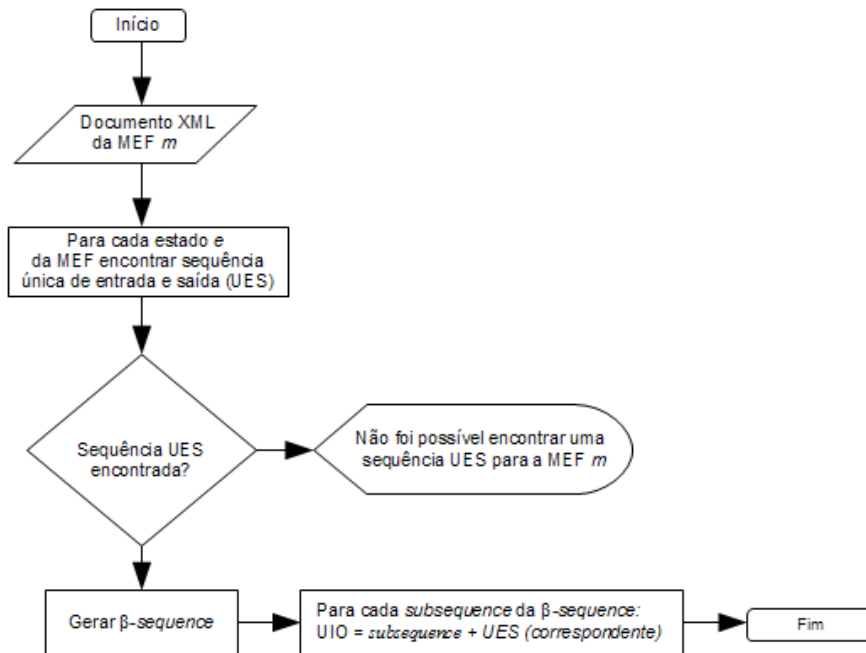 Início
Documento XML
da MEF m
Para cada estado e
da MEF encontrar sequência
única de entrada e saída (UES)
Sequência UES
encontrada?
Não foi possível encontrar uma
sequência UES para a MEF m
Gerar β-sequence
Para cada subsequence da β-sequence:
UIO = subsequence + UES (correspondente)
Fim